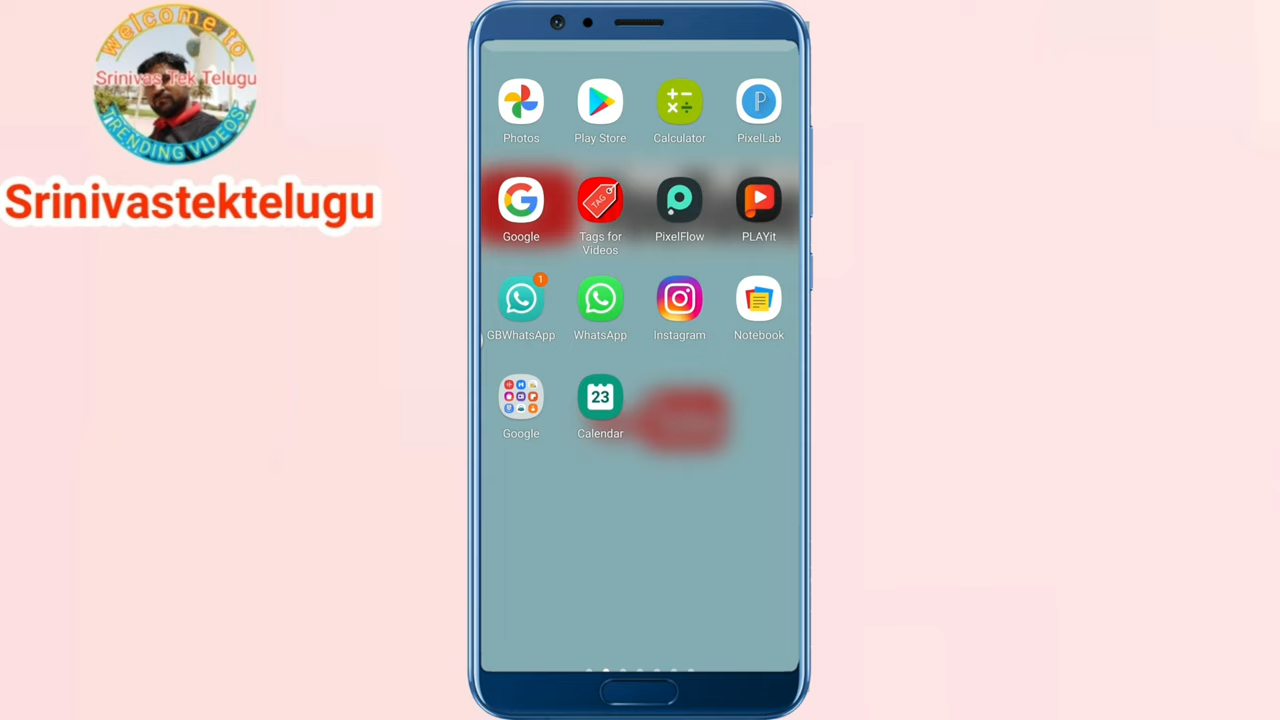 welcome to
Srinivas Tek Telugu
TRENDING VIDEOS
Srinivastektelugu
Photos
Play Store
Calculator
PixelLab
P
G
TAG
Google
Tags for
Videos
PixelFlow
PLAYit
1
GBWhatsApp
WhatsApp
Instagram
Notebook
23
Google
Calendar